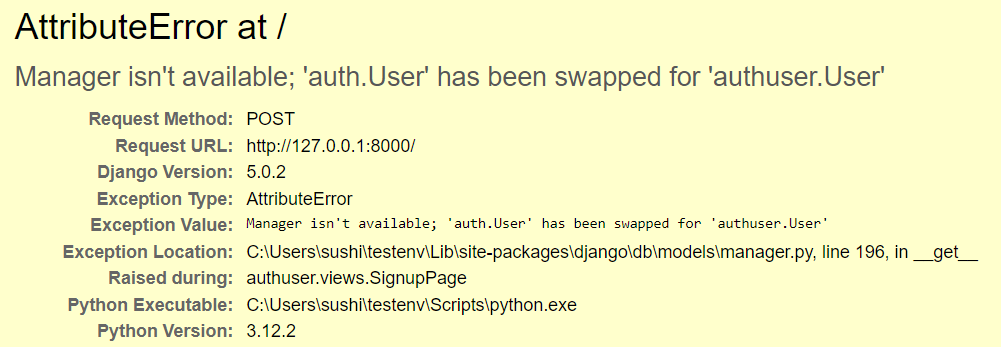 AttributeError at /
Manager isn't available; 'auth.User' has been swapped for 'authuser.User'
Request Method: POST
Request URL: http://127.0.0.1:8000/
Django Version: 5.0.2
Exception Type: AttributeError
Exception Value: Manager isn't available; 'auth.User' has been swapped for 'authuser.User'
Exception Location: C:\Users\sushi\testenv\Lib\site-packages\django\db\models\manager.py, line 196, in __get__
Raised during: authuser.views.SignupPage
Python Executable: C:\Users\sushi\testenv\Scripts\python.exe
Python Version: 3.12.2